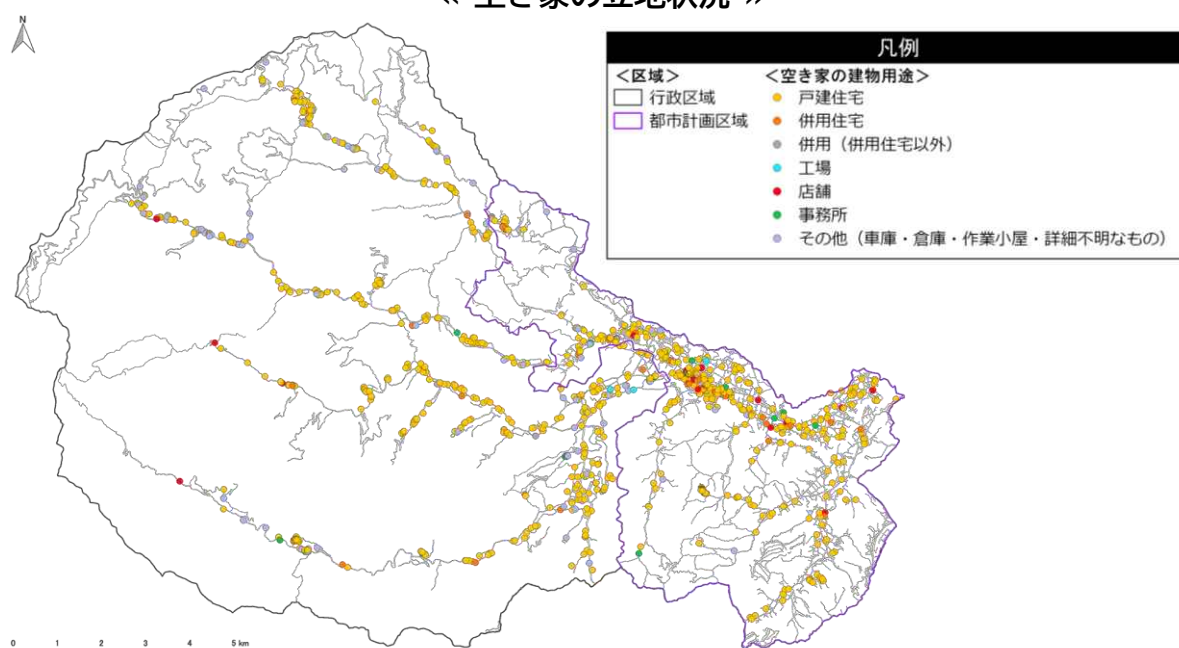 ≪ 空き家の立地状況 ≫
N
凡例
＜区域＞
行政区域
都市計画区域
＜空き家の建物用途＞
戸建住宅
併用住宅
併用（併用住宅以外）
工場
店舗
事務所
その他（車庫・倉庫・作業小屋・詳細不明なもの）
0 1 2 3 4 5 km